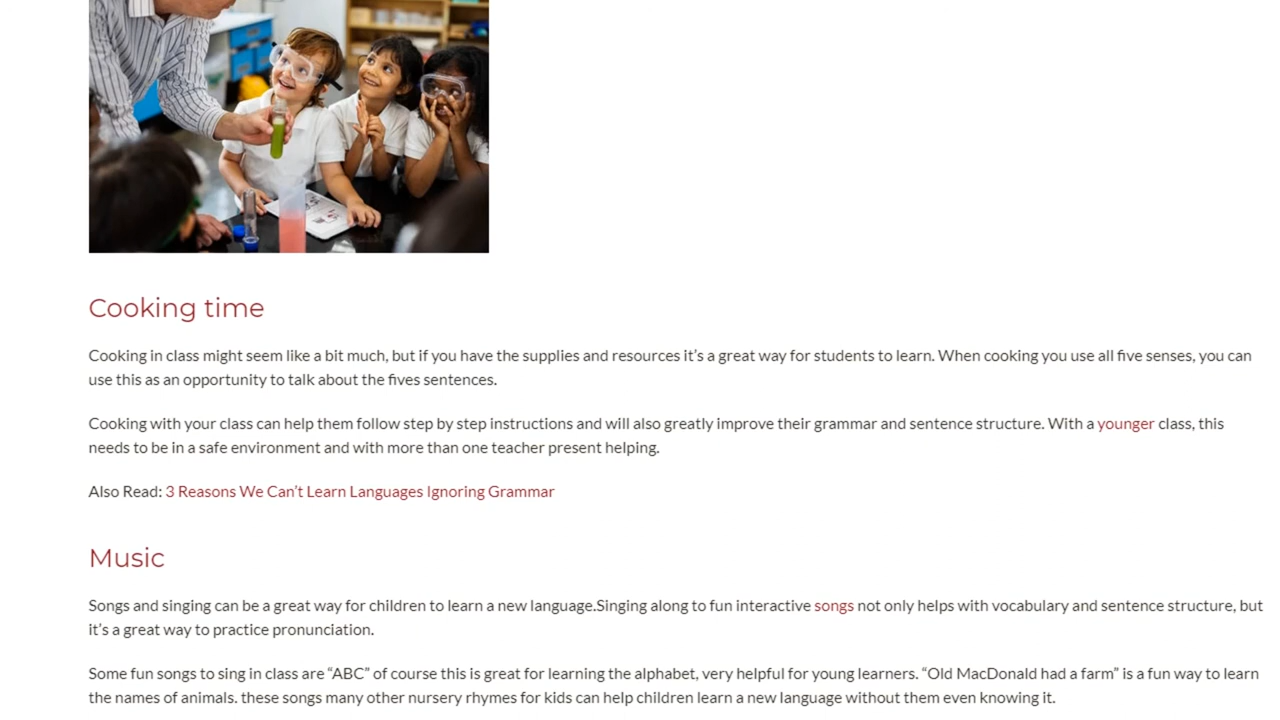 Cooking time
Cooking in class might seem like a bit much, but if you have the supplies and resources it’s a great way for students to learn. When cooking you use all five senses, you can
use this as an opportunity to talk about the fives sentences.
Cooking with your class can help them follow step by step instructions and will also greatly improve their grammar and sentence structure. With a younger class, this
needs to be in a safe environment and with more than one teacher present helping.
Also Read: 3 Reasons We Can’t Learn Languages Ignoring Grammar
Music
Songs and singing can be a great way for children to learn a new language.Singing along to fun interactive songs not only helps with vocabulary and sentence structure, but
it’s a great way to practice pronunciation.
Some fun songs to sing in class are “ABC” of course this is great for learning the alphabet, very helpful for young learners. “Old MacDonald had a farm” is a fun way to learn
the names of animals. these songs many other nursery rhymes for kids can help children learn a new language without them even knowing it.